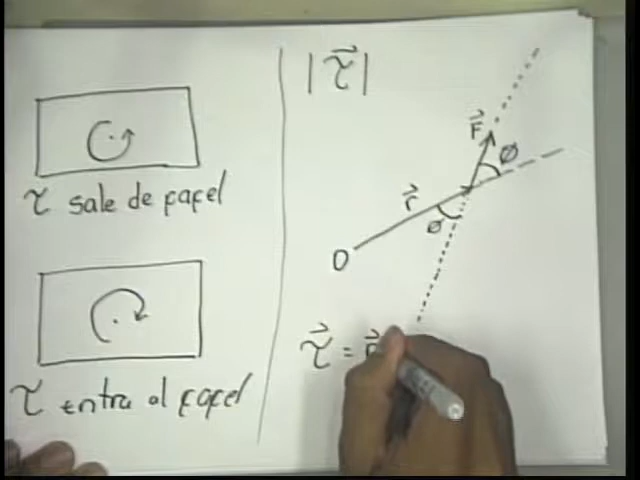 τ sale de papel
τ entra al papel
|τ⃗|
F⃗
ø
r⃗
ø
O
τ⃗ = r⃗